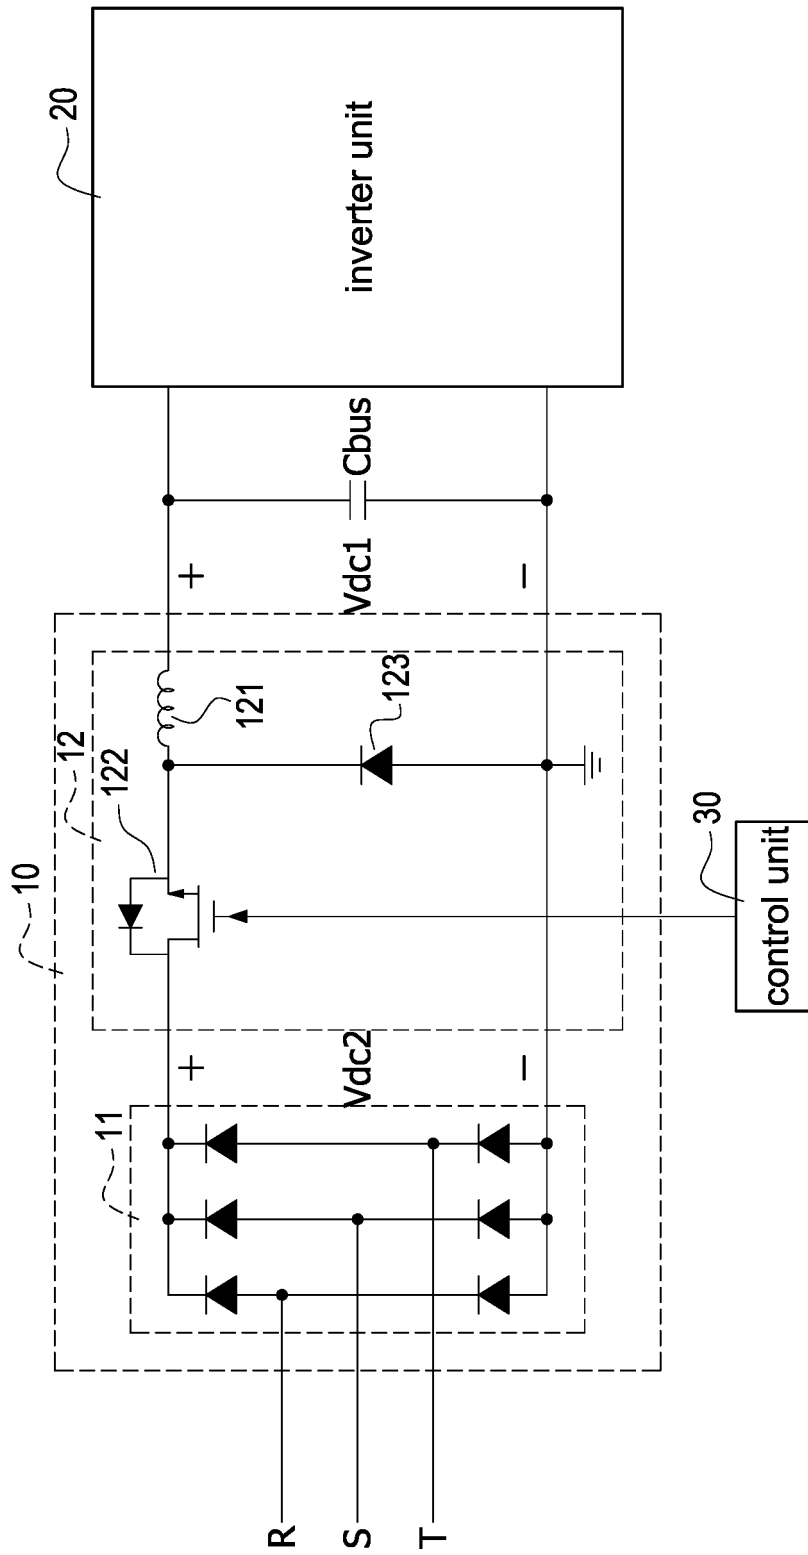 10
12
11
122
121
123
20
R
S
T
+
Vdc2
−
+
Vdc1
−
Cbus
inverter unit
30
control unit